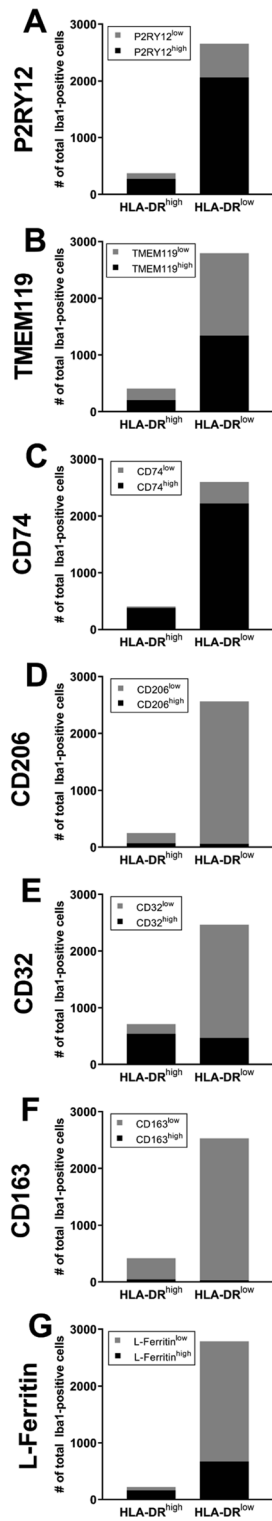 A
P2RY12
# of total Iba1-positive cells
3000
2000
1000
0
P2RY12low
P2RY12high
HLA-DRhigh HLA-DRlow
B
TMEM119
# of total Iba1-positive cells
3000
2000
1000
0
TMEM119low
TMEM119high
HLA-DRhigh HLA-DRlow
C
CD74
# of total Iba1-positive cells
3000
2000
1000
0
CD74low
CD74high
HLA-DRhigh HLA-DRlow
D
CD206
# of total Iba1-positive cells
3000
2000
1000
0
CD206low
CD206high
HLA-DRhigh HLA-DRlow
E
CD32
# of total Iba1-positive cells
3000
2000
1000
0
CD32low
CD32high
HLA-DRhigh HLA-DRlow
F
CD163
# of total Iba1-positive cells
3000
2000
1000
0
CD163low
CD163high
HLA-DRhigh HLA-DRlow
G
L-Ferritin
# of total Iba1-positive cells
3000
2000
1000
0
L-Ferritinlow
L-Ferritinhigh
HLA-DRhigh HLA-DRlow